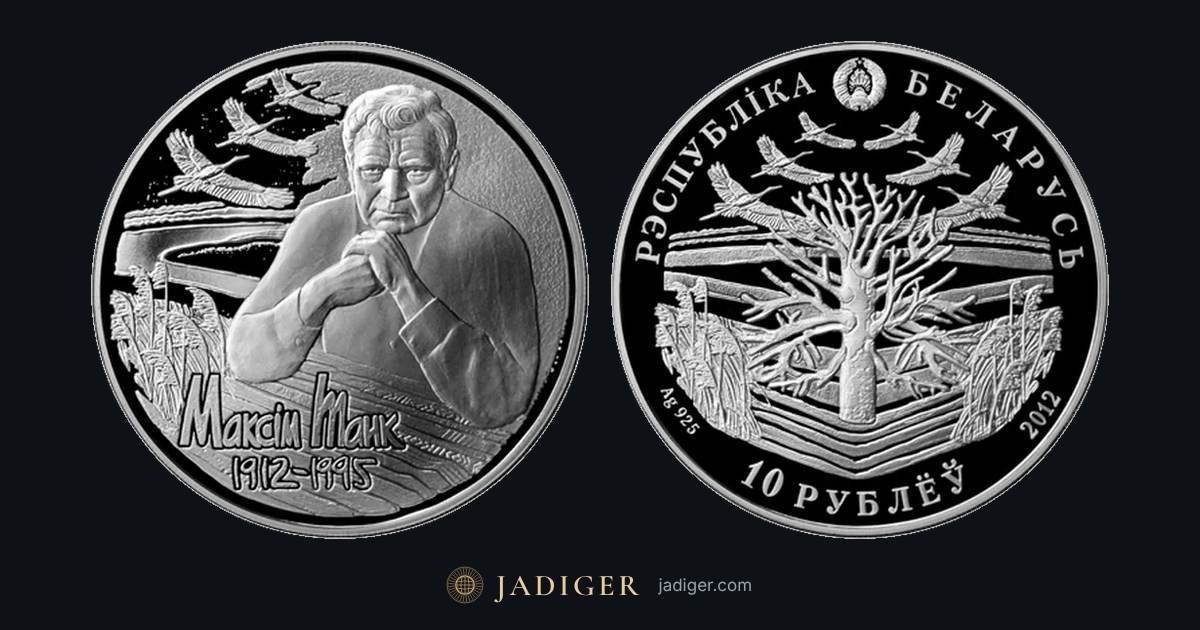 Максім Танк
1912-1995
РЭСПУБЛІКА БЕЛАРУСЬ
Ag 925
2012
10 РУБЛЁЎ
JADIGER jadiger.com